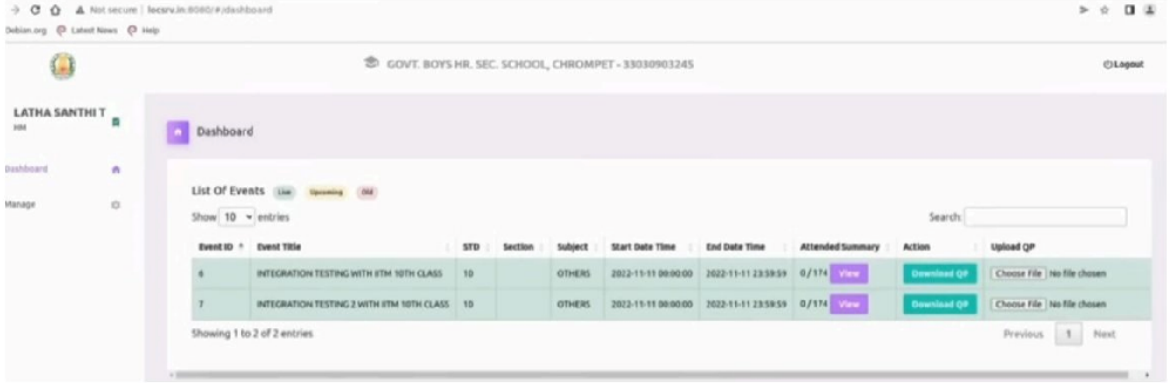 Not secure | lecsrv.in:8080/#/dashboard
Debian.org Latest News Help
GOVT. BOYS HR. SEC. SCHOOL, CHROMPET - 33030903245
Logout
LATHA SANTHI T
HM
Dashboard
Dashboard
Manage
List Of Events Live Upcoming Old
Show 10 entries
Search:
Event ID Event Title STD Section Subject Start Date Time End Date Time Attended Summary Action Upload QP
6 INTEGRATION TESTING WITH IITM 10TH CLASS 10 OTHERS 2022-11-11 00:00:00 2022-11-11 23:59:59 0/174 View Download QP Choose File No file chosen
7 INTEGRATION TESTING 2 WITH IITM 10TH CLASS 10 OTHERS 2022-11-11 00:00:00 2022-11-11 23:59:59 0/174 View Download QP Choose File No file chosen
Showing 1 to 2 of 2 entries
Previous 1 Next